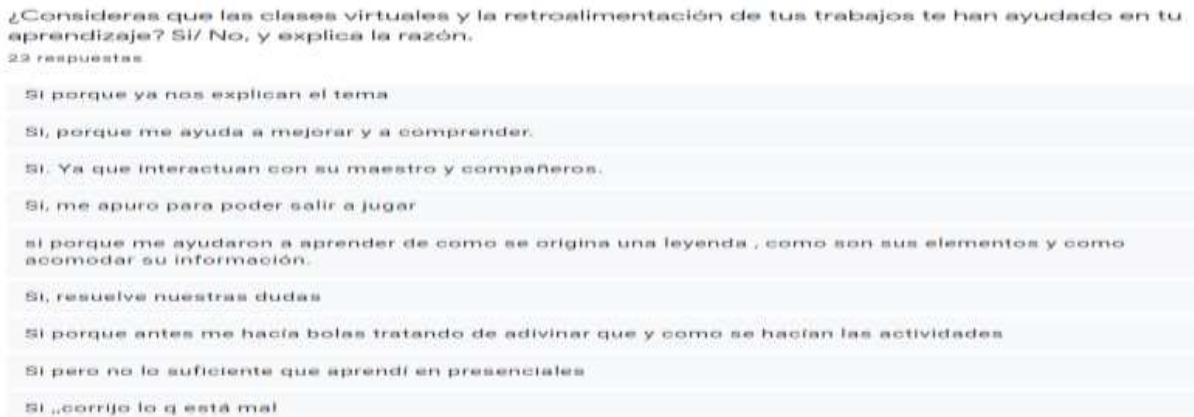 ¿Consideras que las clases virtuales y la retroalimentación de tus trabajos te han ayudado en tu
aprendizaje? Si/ No, y explica la razón.
23 respuestas
Si porque ya nos explican el tema
Si, porque me ayuda a mejorar y a comprender.
Si. Ya que interactuan con su maestro y compañeros.
Si, me apuro para poder salir a jugar
si porque me ayudaron a aprender de como se origina una leyenda , como son sus elementos y como
acomodar su información.
Si, resuelve nuestras dudas
Si porque antes me hacía bolas tratando de adivinar que y como se hacían las actividades
Si pero no lo suficiente que aprendí en presenciales
Si ,,corrijo lo q está mal